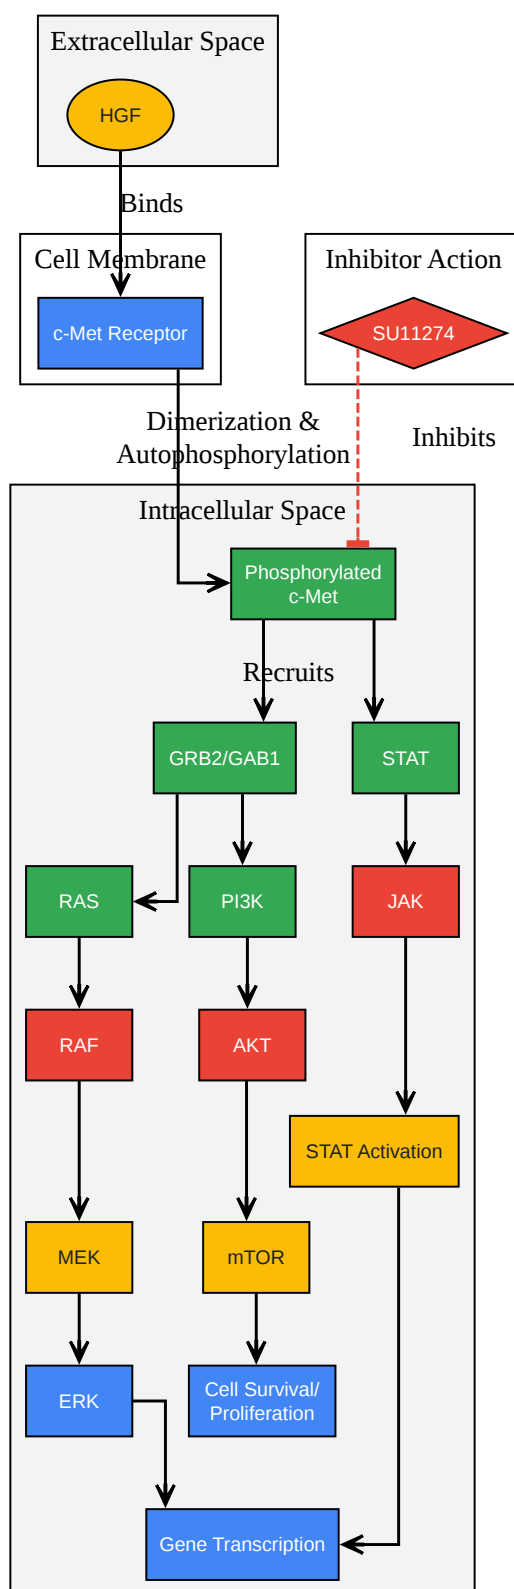 Extracellular Space
HGF
Binds
Cell Membrane
Inhibitor Action
c-Met Receptor
SU11274
Dimerization &
Autophosphorylation
Inhibits
Intracellular Space
Phosphorylated
c-Met
Recruits
GRB2/GAB1
STAT
RAS
PI3K
JAK
RAF
AKT
STAT Activation
MEK
mTOR
ERK
Cell Survival/
Proliferation
Gene Transcription